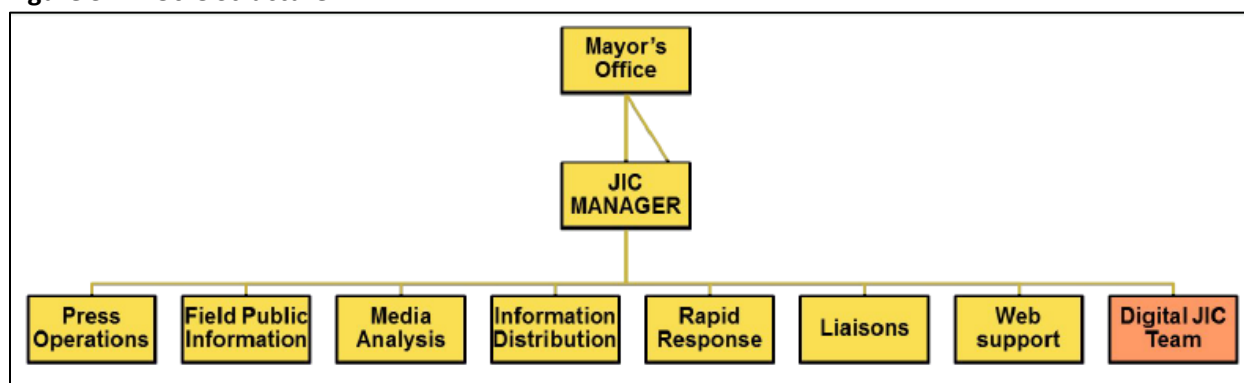 Mayor's
Office
JIC
MANAGER
Press
Operations
Field Public
Information
Media
Analysis
Information
Distribution
Rapid
Response
Liaisons
Web
support
Digital JIC
Team